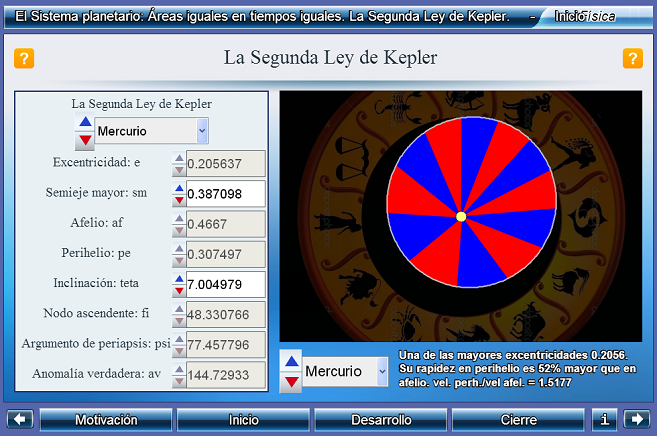 El Sistema planetario: Áreas iguales en tiempos iguales. La Segunda Ley de Kepler. - Inicio Física
? La Segunda Ley de Kepler ?
La Segunda Ley de Kepler
Mercurio
Excentricidad: e 0.205637
Semieje mayor: sm 0.387098
Afelio: af 0.4667
Perihelio: pe 0.307497
Inclinación: teta 7.004979
Nodo ascendente: fi 48.330766
Argumento de periapsis: psi 77.457796
Anomalía verdadera: av 144.72933
Mercurio
Una de las mayores excentricidades 0.2056.
Su rapidez en perihelio es 52% mayor que en
afelio. vel. perh./vel afel. = 1.5177
Motivación Inicio Desarrollo Cierre i